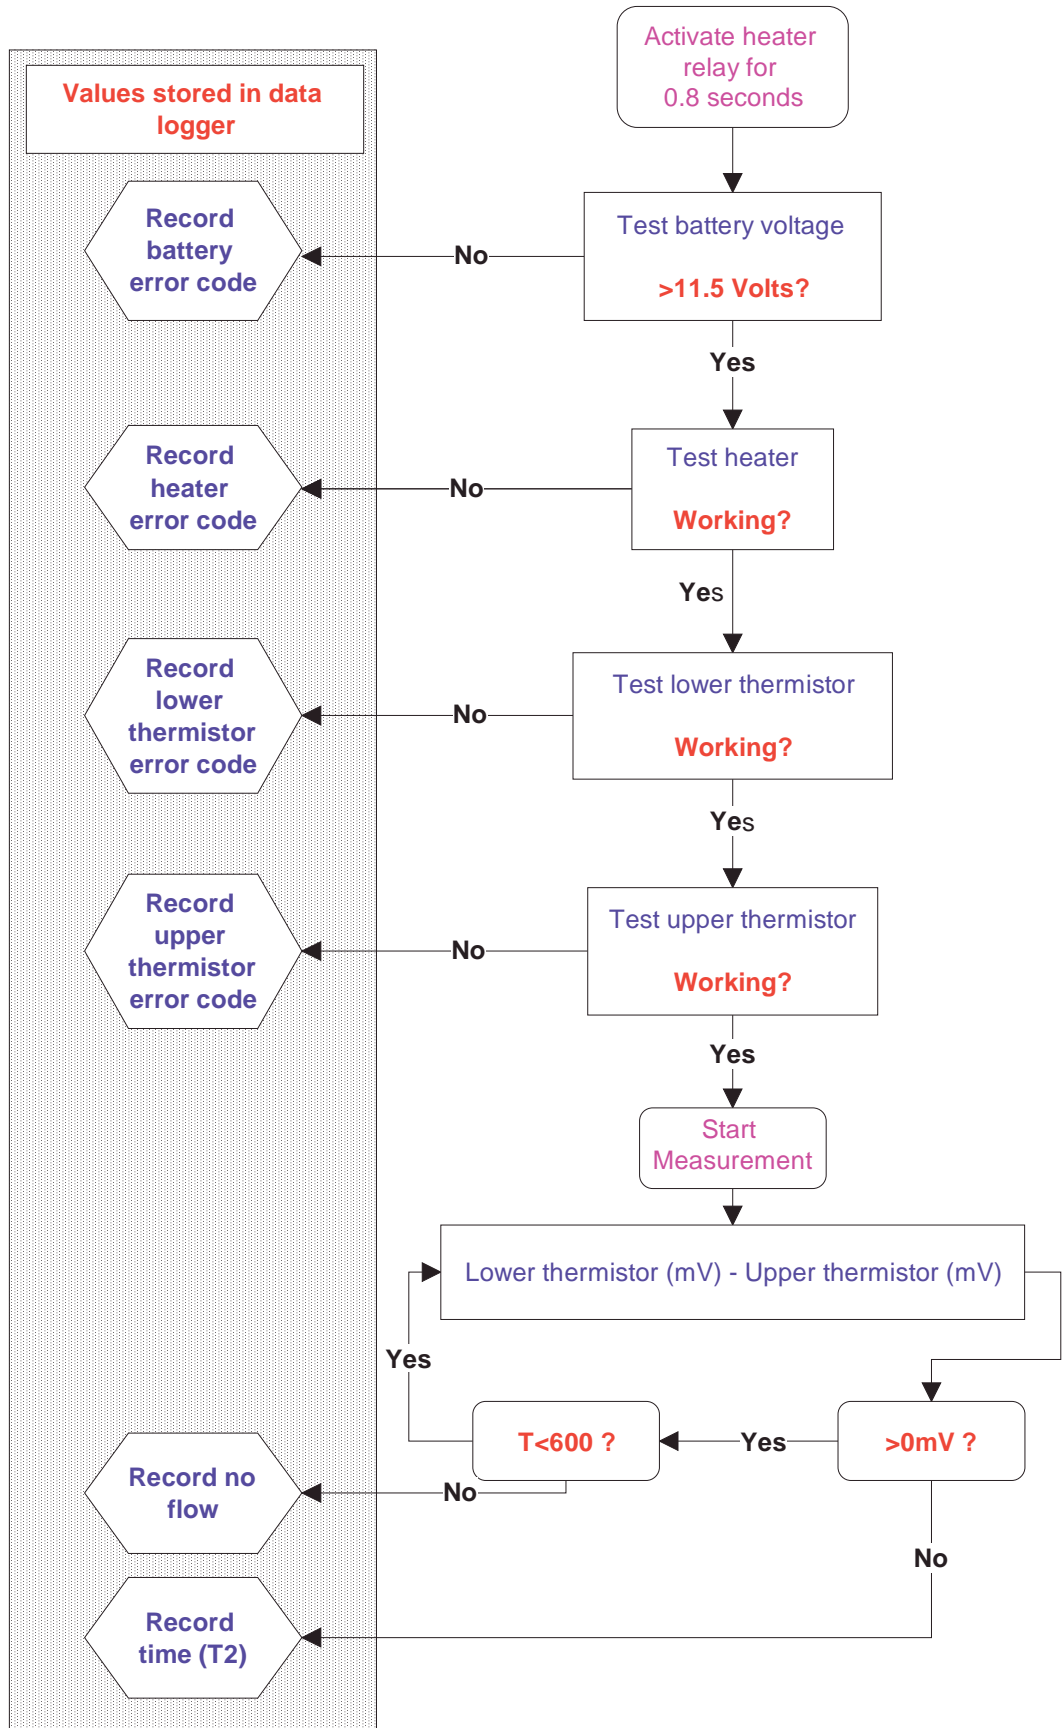 Activate heater
relay for
0.8 seconds
Values stored in data
logger
Test battery voltage
>11.5 Volts?
No
Record
battery
error code
Yes
Test heater
Working?
No
Record
heater
error code
Yes
Test lower thermistor
Working?
No
Record
lower
thermistor
error code
Yes
Test upper thermistor
Working?
No
Record
upper
thermistor
error code
Yes
Start
Measurement
Lower thermistor (mV) - Upper thermistor (mV)
Yes
T<600 ?
Yes
>0mV ?
No
Record no
flow
No
Record
time (T2)